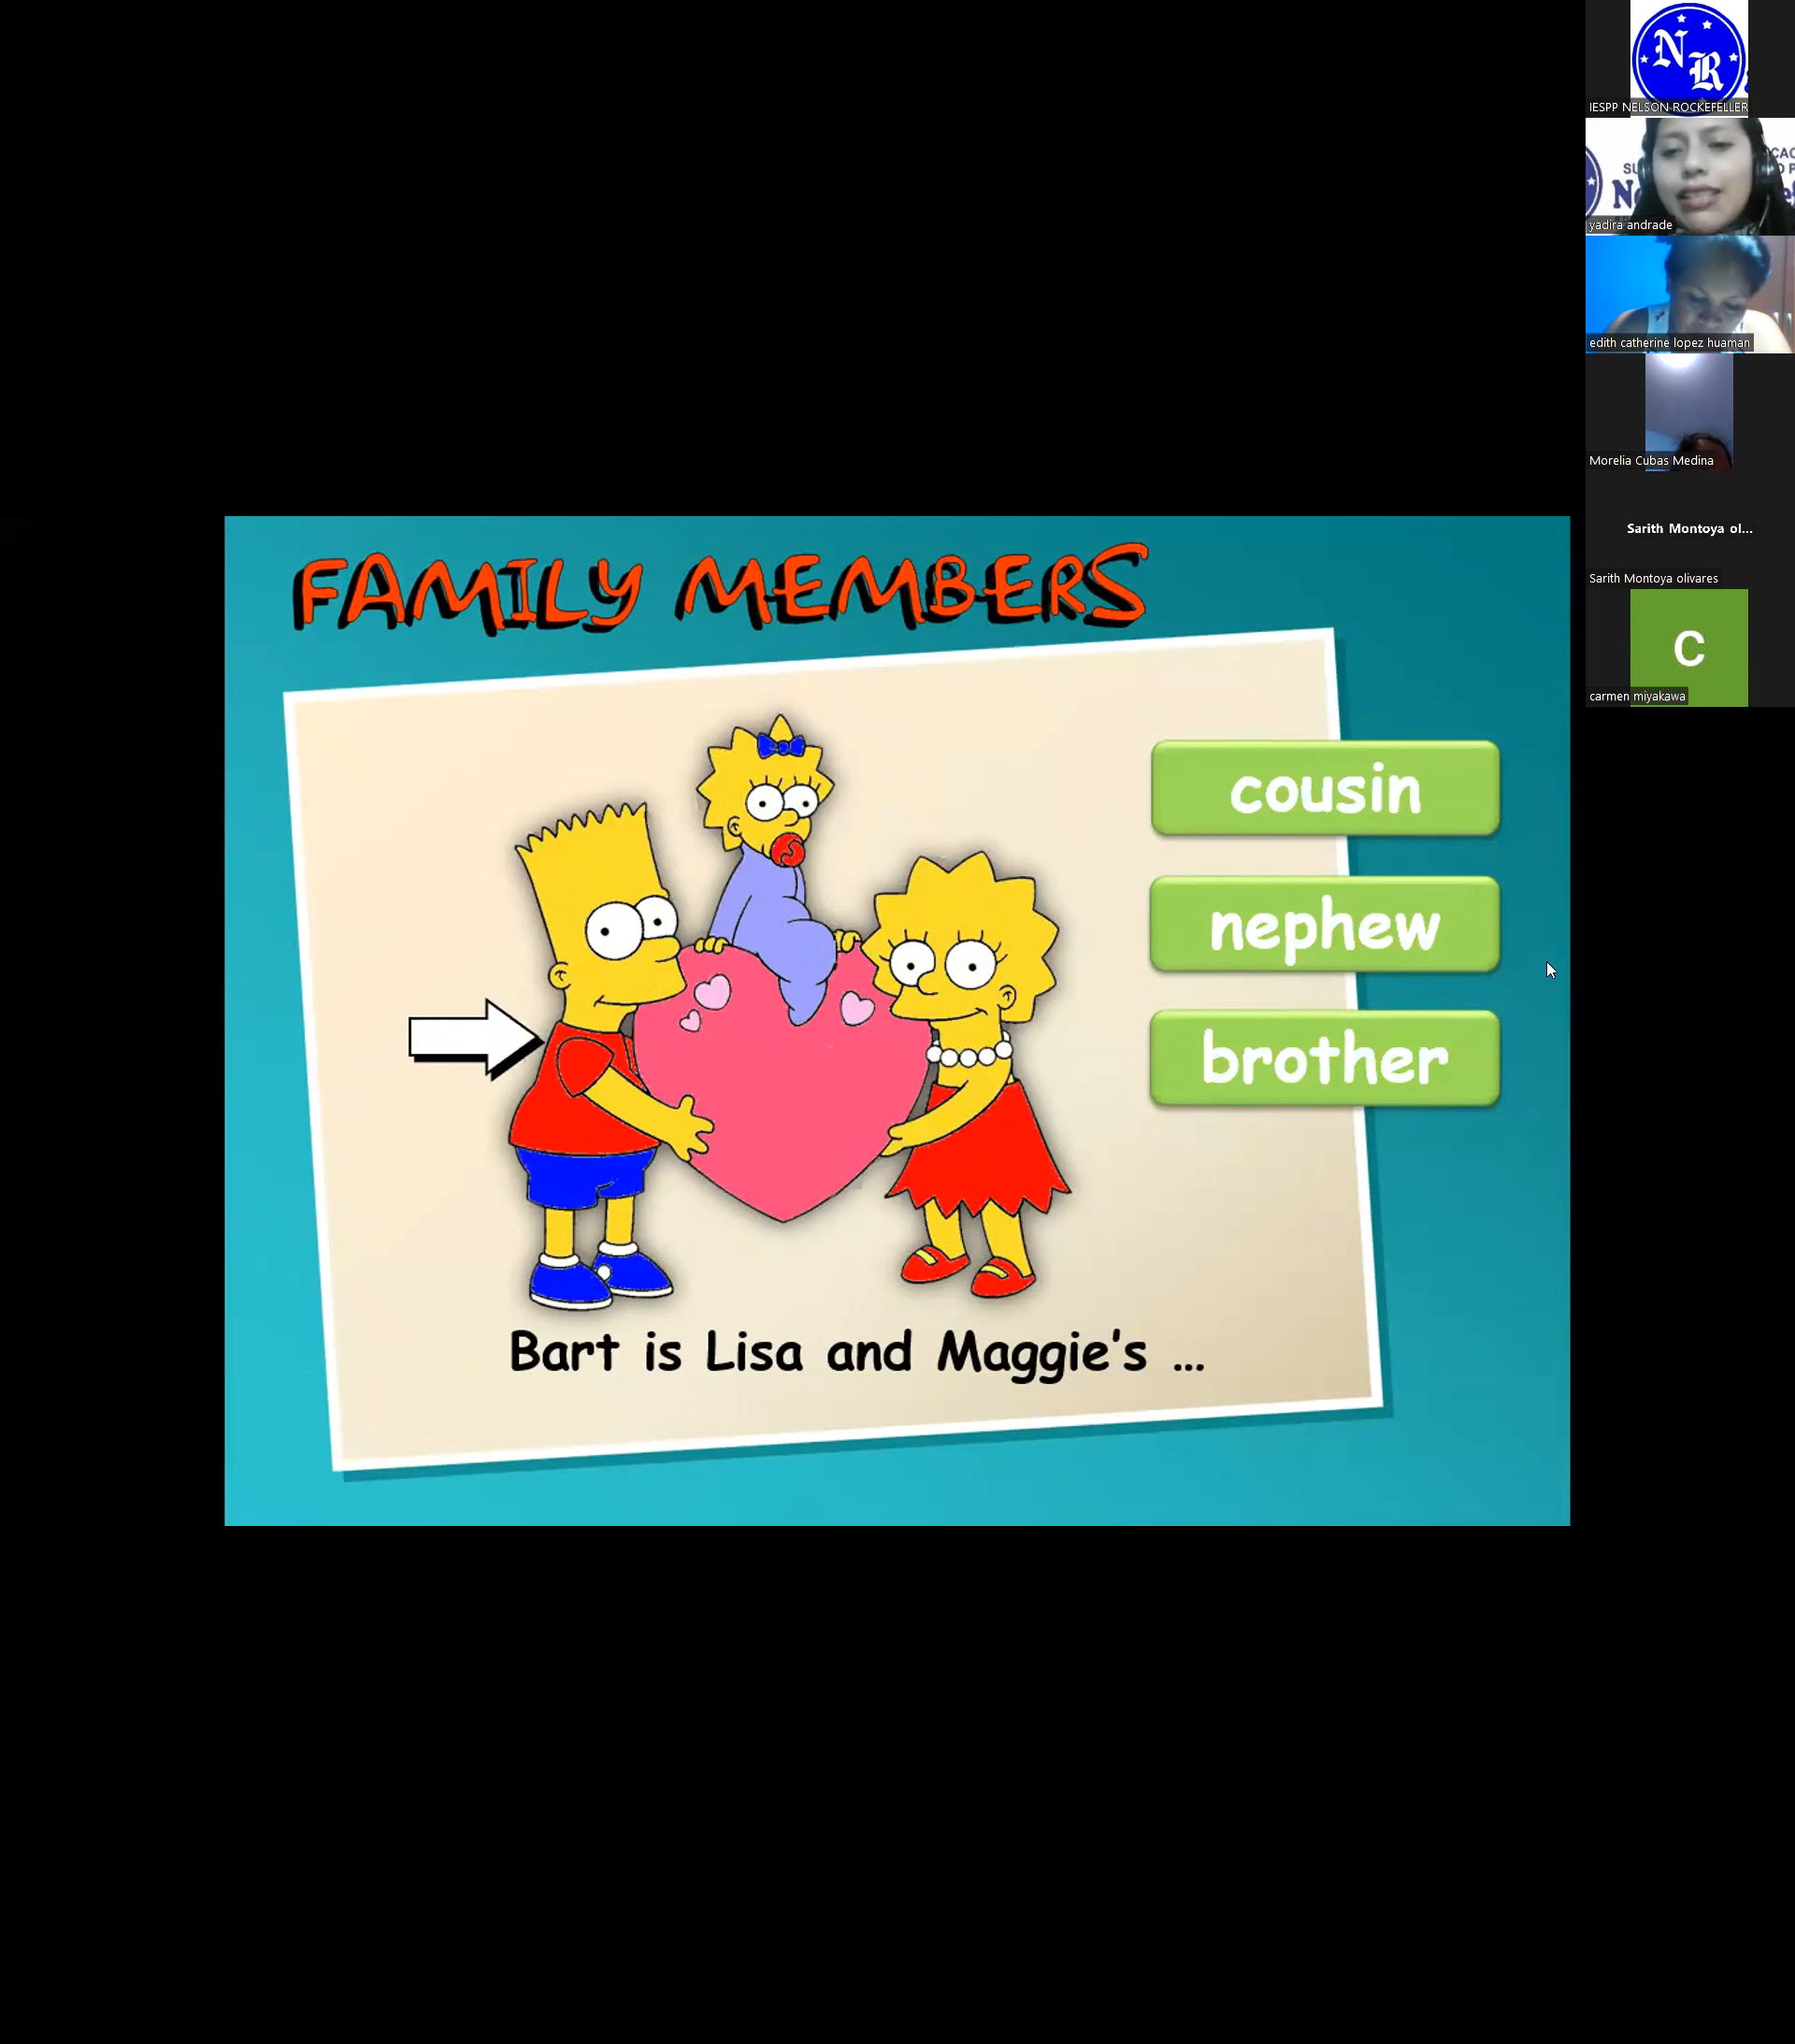 FAMILY MEMBERS
cousin
nephew
brother
Bart is Lisa and Maggie's ...
N R
IESPP NELSON ROCKEFELLER
yadira andrade
edith catherine lopez huaman
Morelia Cubas Medina
Sarith Montoya ol...
Sarith Montoya olivares
C
carmen miyakawa